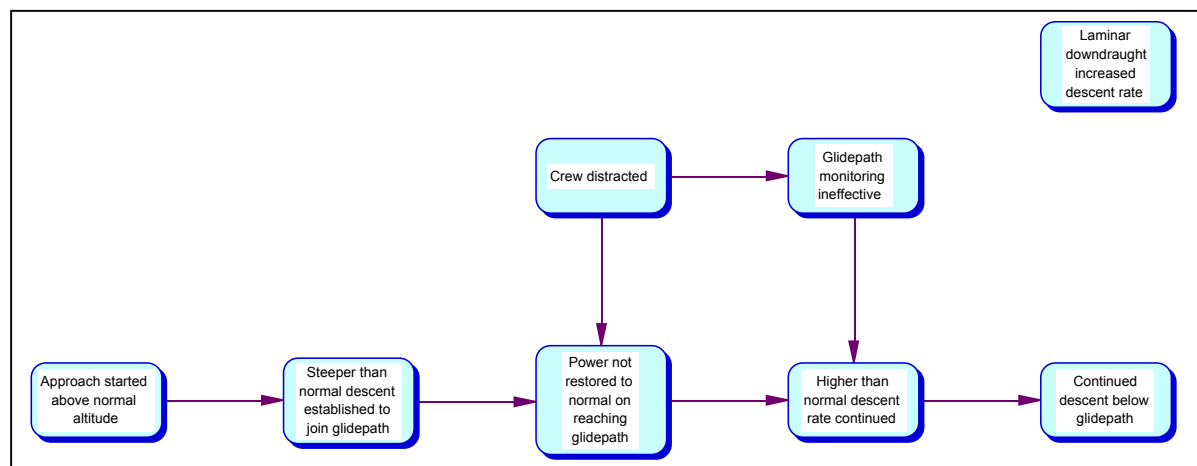 Laminar
downdraught
increased
descent rate
Crew distracted
Glidepath
monitoring
ineffective
Approach started
above normal
altitude
Steeper than
normal descent
established to
join glidepath
Power not
restored to
normal on
reaching
glidepath
Higher than
normal descent
rate continued
Continued
descent below
glidepath